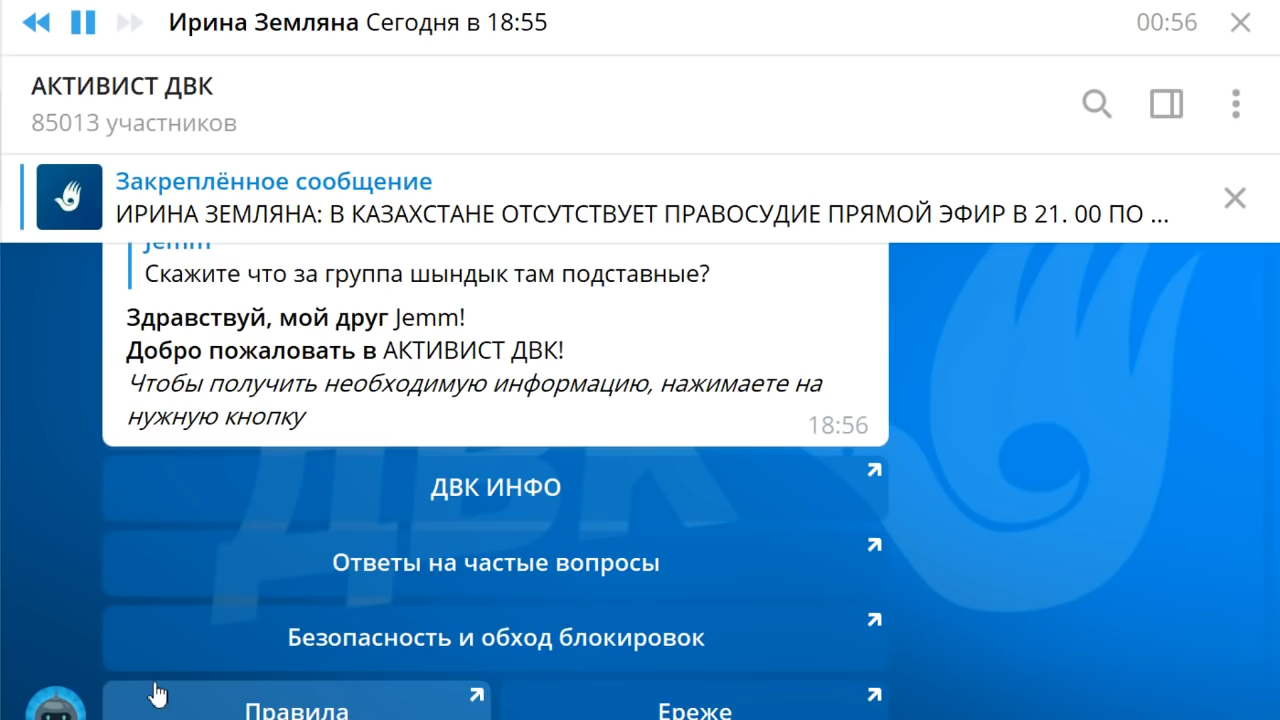 Ирина Земляна Сегодня в 18:55
00:56
АКТИВИСТ ДВК
85013 участников
Закреплённое сообщение
ИРИНА ЗЕМЛЯНА: В КАЗАХСТАНЕ ОТСУТСТВУЕТ ПРАВОСУДИЕ ПРЯМОЙ ЭФИР В 21. 00 ПО ...
Jemm
Скажите что за группа шындык там подставные?
Здравствуй, мой друг Jemm!
Добро пожаловать в АКТИВИСТ ДВК!
Чтобы получить необходимую информацию, нажимаете на
нужную кнопку
18:56
ДВК
ДВК ИНФО
Ответы на частые вопросы
Безопасность и обход блокировок
Правила
Ереже